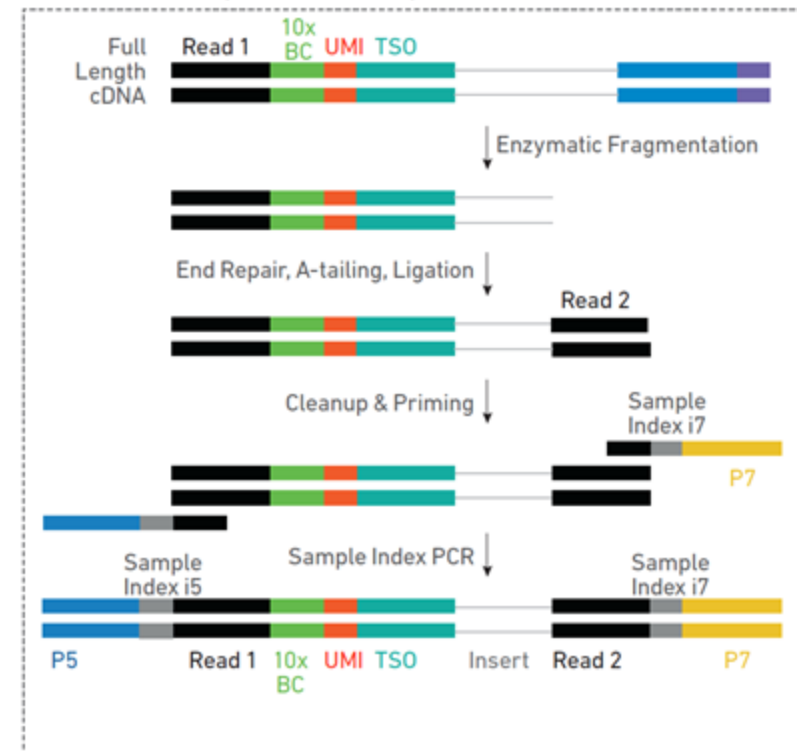 Full
Length
cDNA
Read 1
10x
BC
UMI
TSO
Enzymatic Fragmentation
End Repair, A-tailing, Ligation
Read 2
Cleanup & Priming
Sample
Index i7
P7
Sample Index PCR
Sample
Index i5
Sample
Index i7
P5
Read 1
10x
BC
UMI
TSO
Insert
Read 2
P7